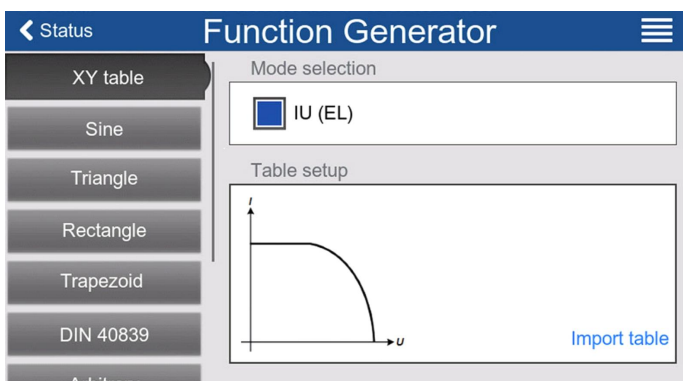 Status
Function Generator
XY table
Sine
Triangle
Rectangle
Trapezoid
DIN 40839
Mode selection
IU (EL)
Table setup
I
U
Import table